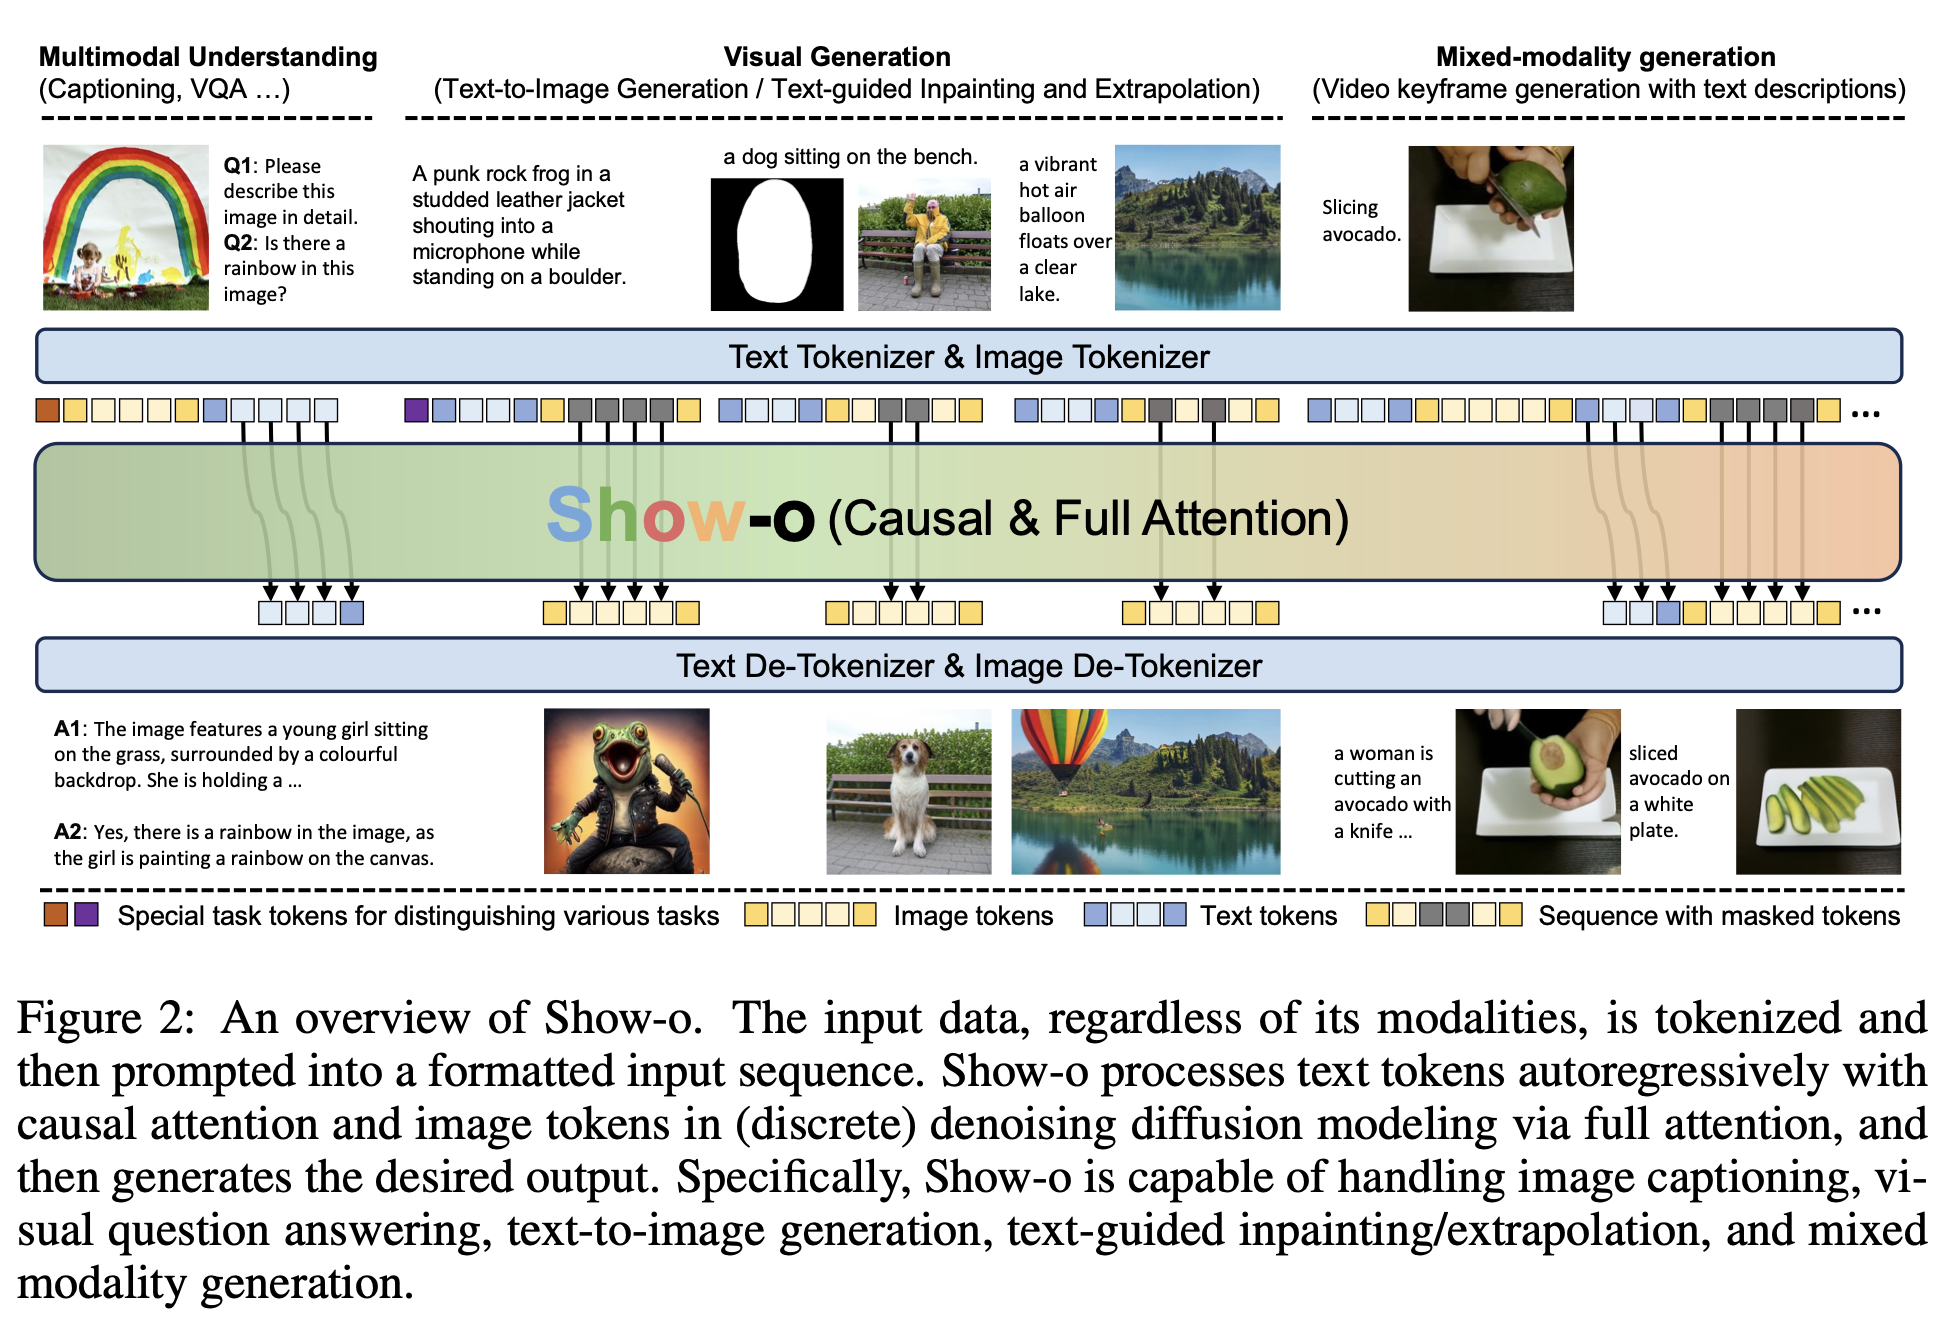 Multimodal Understanding
(Captioning, VQA …)
Visual Generation
(Text-to-Image Generation / Text-guided Inpainting and Extrapolation)
Mixed-modality generation
(Video keyframe generation with text descriptions)
Q1: Please
describe this
image in detail.
Q2: Is there a
rainbow in this
image?
A punk rock frog in a
studded leather jacket
shouting into a
microphone while
standing on a boulder.
a dog sitting on the bench.
a vibrant
hot air
balloon
floats over
a clear
lake.
Slicing
avocado.
Text Tokenizer & Image Tokenizer
...
Show-o (Causal & Full Attention)
...
Text De-Tokenizer & Image De-Tokenizer
A1: The image features a young girl sitting
on the grass, surrounded by a colourful
backdrop. She is holding a ...
A2: Yes, there is a rainbow in the image, as
the girl is painting a rainbow on the canvas.
a woman is
cutting an
avocado with
a knife ...
sliced
avocado on
a white
plate.
Special task tokens for distinguishing various tasks
Image tokens
Text tokens
Sequence with masked tokens
Figure 2: An overview of Show-o. The input data, regardless of its modalities, is tokenized and
then prompted into a formatted input sequence. Show-o processes text tokens autoregressively with
causal attention and image tokens in (discrete) denoising diffusion modeling via full attention, and
then generates the desired output. Specifically, Show-o is capable of handling image captioning, vi-
sual question answering, text-to-image generation, text-guided inpainting/extrapolation, and mixed
modality generation.